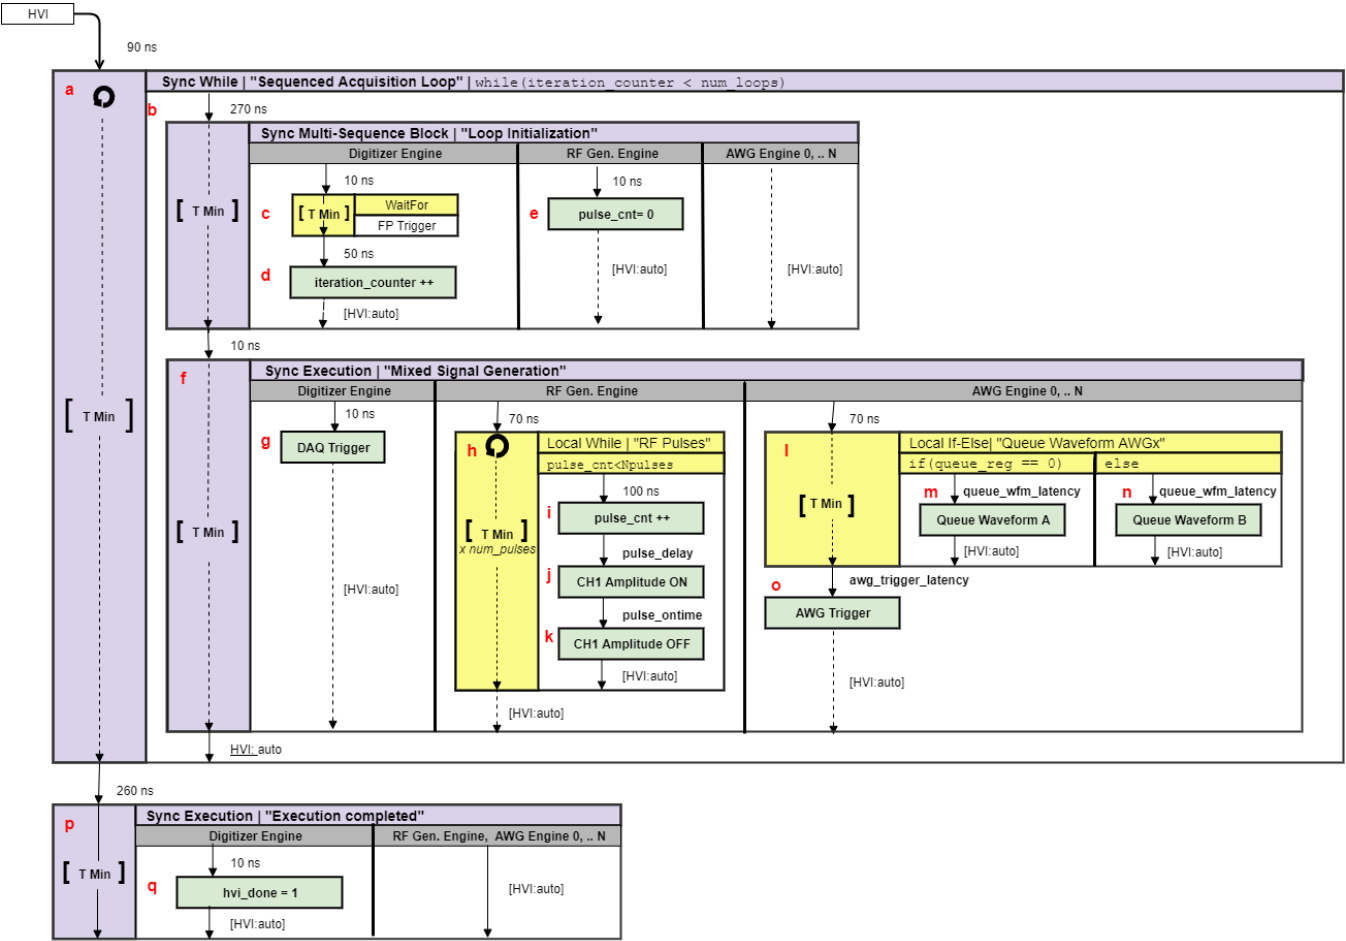 HVI
90 ns
a
Sync While | "Sequenced Acquisition Loop" | while(iteration_counter < num_loops)
b
270 ns
Sync Multi-Sequence Block | "Loop Initialization"
Digitizer Engine
RF Gen. Engine
AWG Engine 0, .. N
10 ns
10 ns
[ T Min ]
c
[ T Min ]
WaitFor
FP Trigger
e
pulse_cnt= 0
50 ns
d
iteration_counter ++
[HVI:auto]
[HVI:auto]
[HVI:auto]
10 ns
f
Sync Execution | "Mixed Signal Generation"
Digitizer Engine
RF Gen. Engine
AWG Engine 0, .. N
[ T Min ]
10 ns
70 ns
70 ns
g
DAQ Trigger
h
Local While | "RF Pulses"
pulse_cnt<Npulses
l
Local If-Else| "Queue Waveform AWGx"
if(queue_reg == 0)
else
100 ns
m
queue_wfm_latency
n
queue_wfm_latency
i
pulse_cnt ++
[ T Min ]
Queue Waveform A
Queue Waveform B
[ T Min ]
[ T Min ]
x num_pulses
pulse_delay
[HVI:auto]
[HVI:auto]
j
CH1 Amplitude ON
awg_trigger_latency
[HVI:auto]
o
AWG Trigger
pulse_ontime
k
CH1 Amplitude OFF
[HVI:auto]
[HVI:auto]
[HVI:auto]
HVI: auto
260 ns
p
Sync Execution | "Execution completed"
Digitizer Engine
RF Gen. Engine, AWG Engine 0, .. N
10 ns
[ T Min ]
q
hvi_done = 1
[HVI:auto]
[HVI:auto]